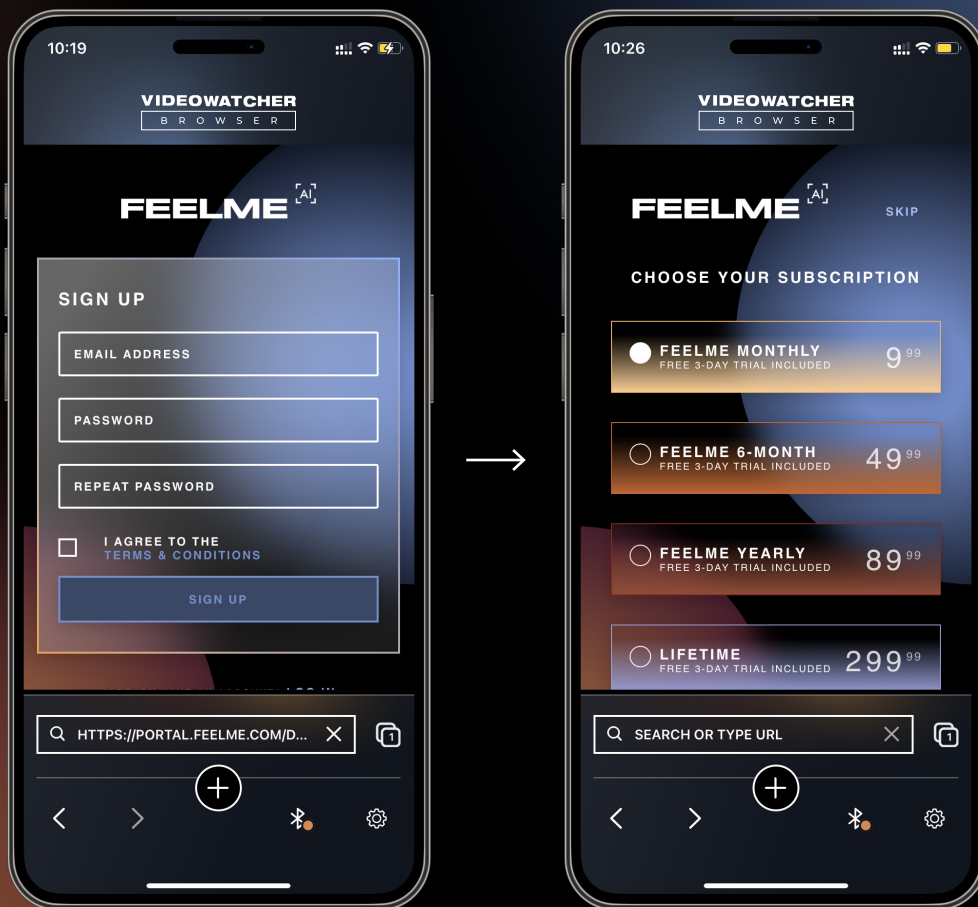 10:19
VIDEOWATCHER
BROWSER
FEELME [AI]
SIGN UP
EMAIL ADDRESS
PASSWORD
REPEAT PASSWORD
I AGREE TO THE
TERMS & CONDITIONS
SIGN UP
HTTPS://PORTAL.FEELME.COM/D...
1
10:26
VIDEOWATCHER
BROWSER
FEELME [AI]
SKIP
CHOOSE YOUR SUBSCRIPTION
FEELME MONTHLY
FREE 3-DAY TRIAL INCLUDED
9 99
FEELME 6-MONTH
FREE 3-DAY TRIAL INCLUDED
49 99
FEELME YEARLY
FREE 3-DAY TRIAL INCLUDED
89 99
LIFETIME
FREE 3-DAY TRIAL INCLUDED
299 99
SEARCH OR TYPE URL
1